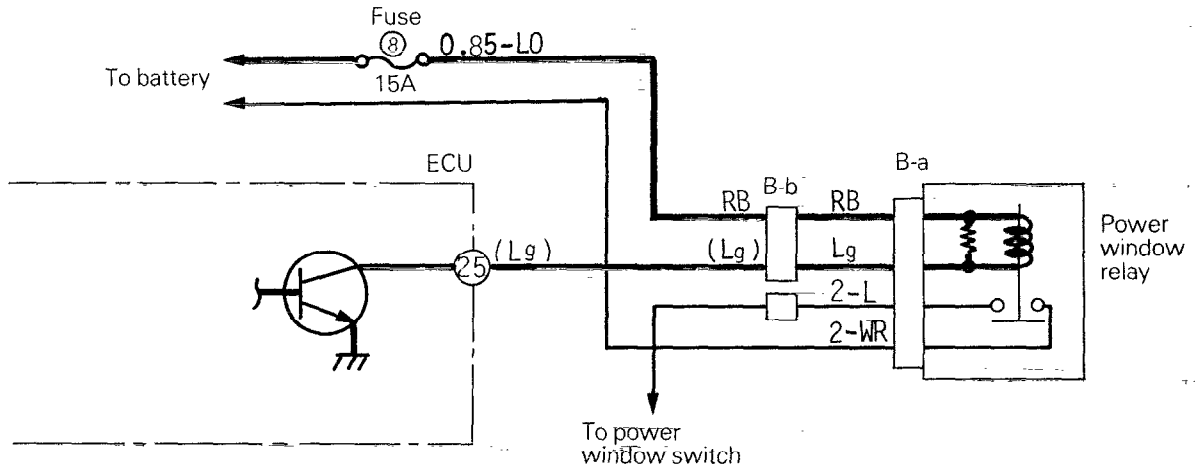 Fuse
8
0.85-LO
15A
To battery
ECU
B-a
B-b
RB
RB
Power
window
relay
25
(Lg)
(Lg)
Lg
2-L
2-WR
To power
window switch